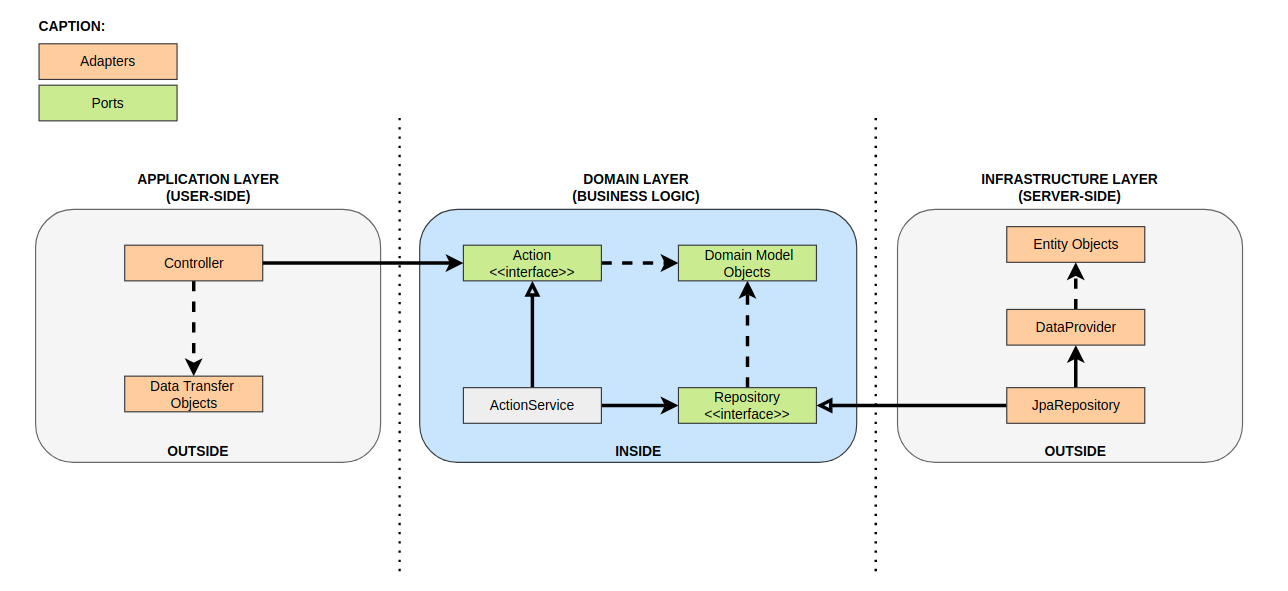 CAPTION:
Adapters
Ports
APPLICATION LAYER
(USER-SIDE)
Controller
Data Transfer
Objects
OUTSIDE
DOMAIN LAYER
(BUSINESS LOGIC)
Action
<<interface>>
Domain Model
Objects
ActionService
Repository
<<interface>>
INSIDE
INFRASTRUCTURE LAYER
(SERVER-SIDE)
Entity Objects
DataProvider
JpaRepository
OUTSIDE